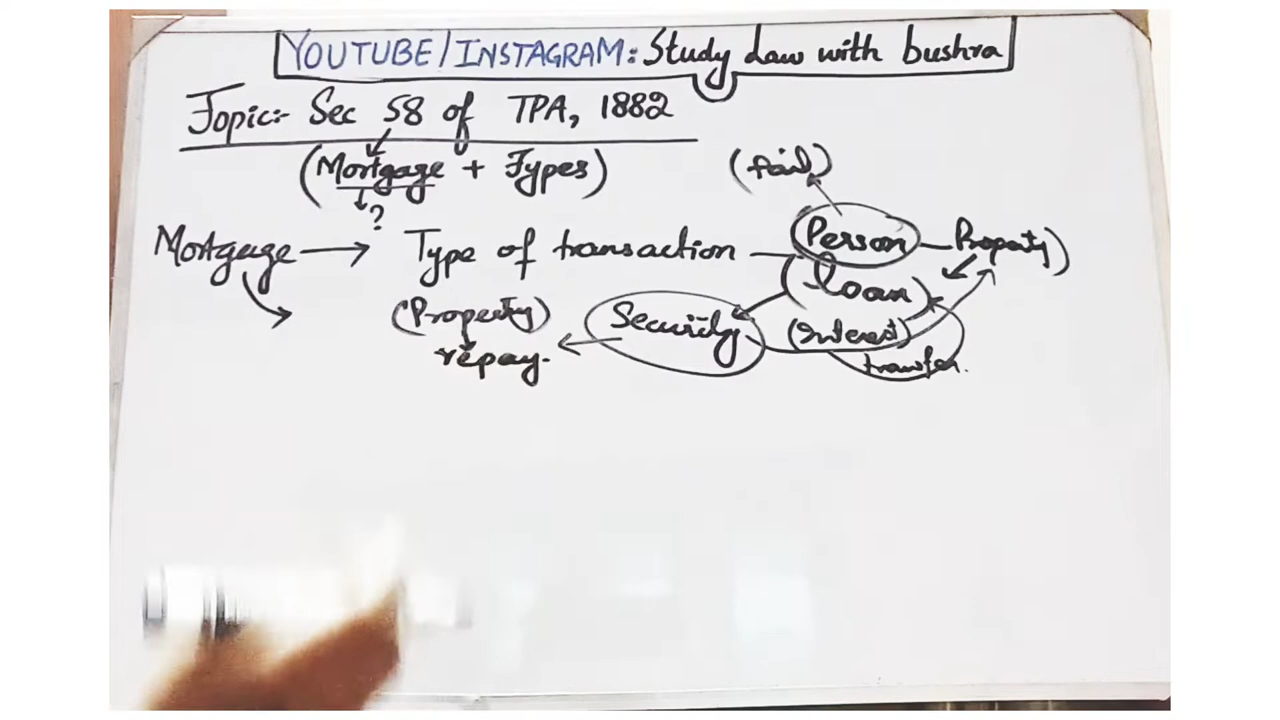 YOUTUBE/INSTAGRAM: Study Law with bushra
Topic:- Sec 58 of TPA, 1882
(Mortgage + Types)
?
(fail)
Mortgage → Type of transaction — Person — Property)
(loan)
(Property) Security (Interest)
repay. transfer.